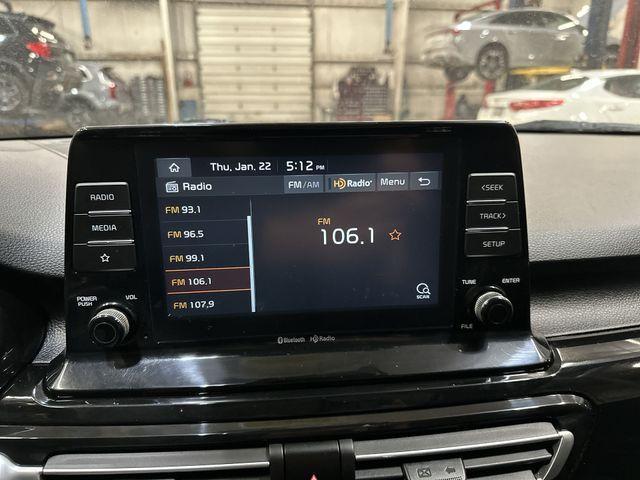 Thu, Jan. 22 5:12 PM
Radio FM/AM HD Radio Menu
FM 93.1
FM 96.5
FM 99.1
FM 106.1
FM 107.9
FM
106.1
SCAN
RADIO
MEDIA
POWER PUSH
VOL
<SEEK
TRACK>
SETUP
TUNE
ENTER
FILE
Bluetooth HD Radio